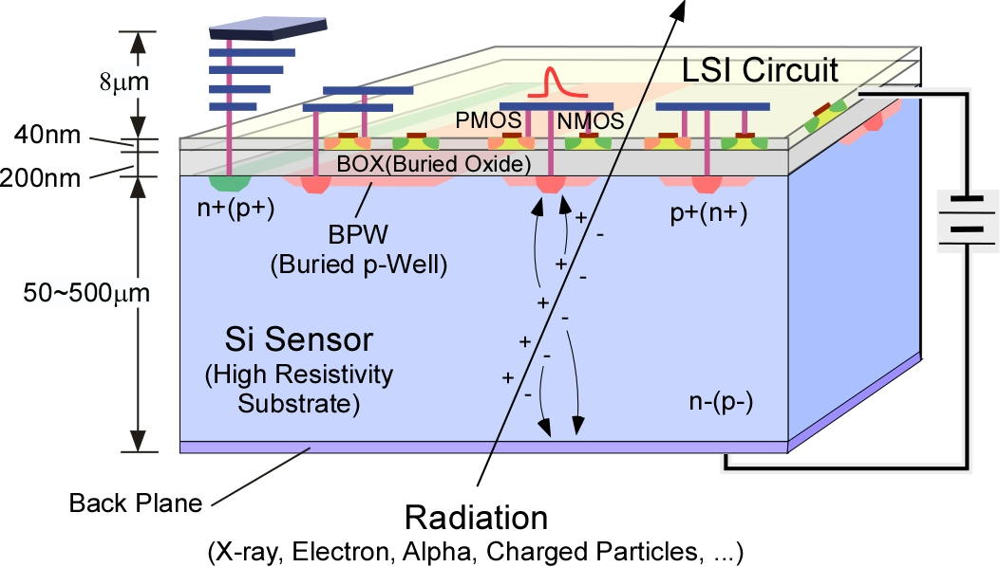 8μm
LSI Circuit
PMOS
NMOS
40nm
200nm
BOX(Buried Oxide)
n+(p+)
p+(n+)
BPW
(Buried p-Well)
50~500μm
Si Sensor
(High Resistivity
Substrate)
n-(p-)
+
-
+
-
+
-
+
-
+
-
Back Plane
Radiation
(X-ray, Electron, Alpha, Charged Particles, ...)